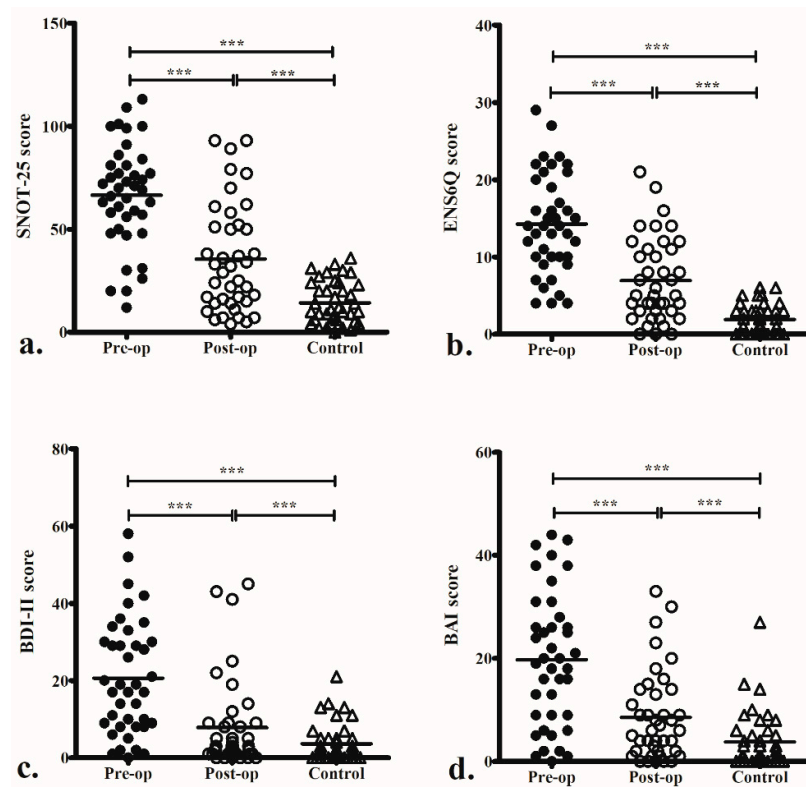 SNOT-25 score
150
100
50
0
***
***
***
Pre-op
Post-op
Control
a.
ENS6Q score
40
30
20
10
0
***
***
***
Pre-op
Post-op
Control
b.
BDI-II score
80
60
40
20
0
***
***
***
Pre-op
Post-op
Control
c.
BAI score
60
40
20
0
***
***
***
Pre-op
Post-op
Control
d.